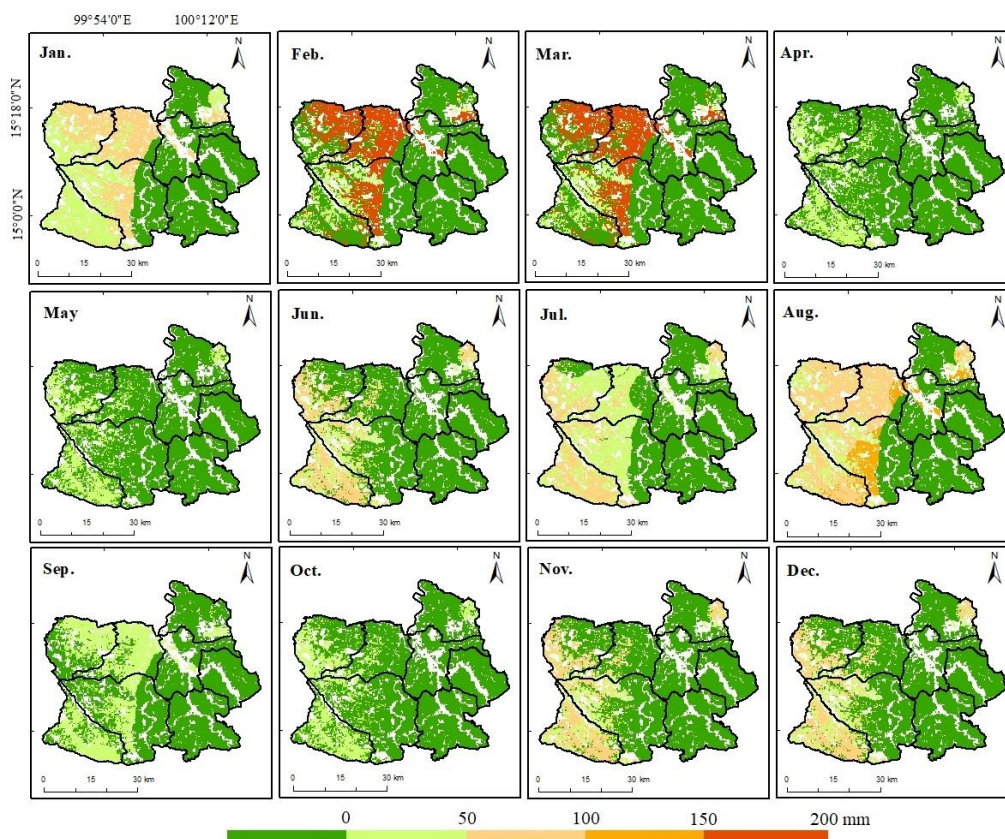 99°54'0"E 100°12'0"E
Jan. N
Feb. N
Mar. N
Apr. N
15°18'0"N
15°0'0"N
0 15 30 km
0 15 30 km
0 15 30 km
0 15 30 km
May N
Jun. N
Jul. N
Aug. N
0 15 30 km
0 15 30 km
0 15 30 km
0 15 30 km
Sep. N
Oct. N
Nov. N
Dec. N
0 15 30 km
0 15 30 km
0 15 30 km
0 15 30 km
0 50 100 150 200 mm